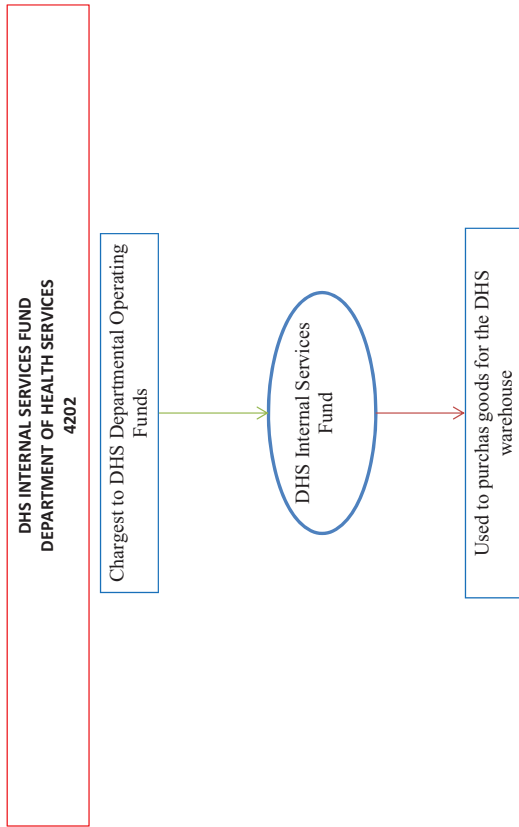 DHS INTERNAL SERVICES FUND
DEPARTMENT OF HEALTH SERVICES
4202
Chargest to DHS Departmental Operating
Funds
DHS Internal Services
Fund
Used to purchas goods for the DHS
warehouse